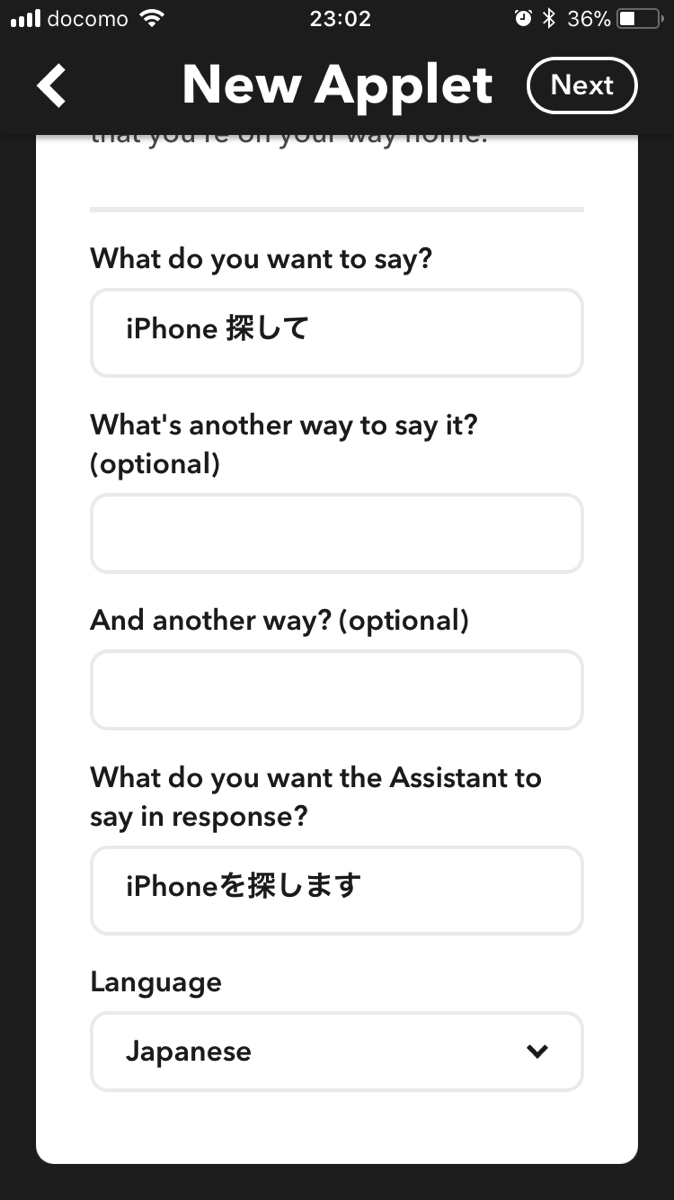 docomo 23:02 36%
New Applet Next
that you're on your way home.
What do you want to say?
iPhone 探して
What's another way to say it?
(optional)
And another way? (optional)
What do you want the Assistant to
say in response?
iPhoneを探します
Language
Japanese